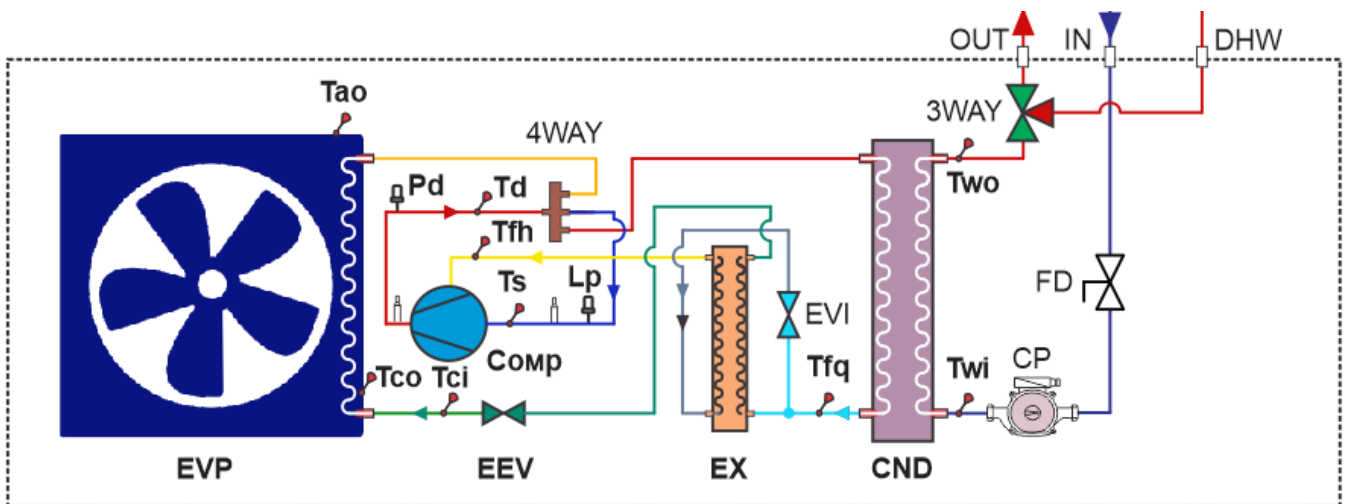 OUT IN DHW
Tao
3WAY
4WAY
Pd Td
Two
Tfh
Ts Lp
FD
EVI
Comp
Tco Tci
Tfq
Twi
CP
EVP EEV EX CND